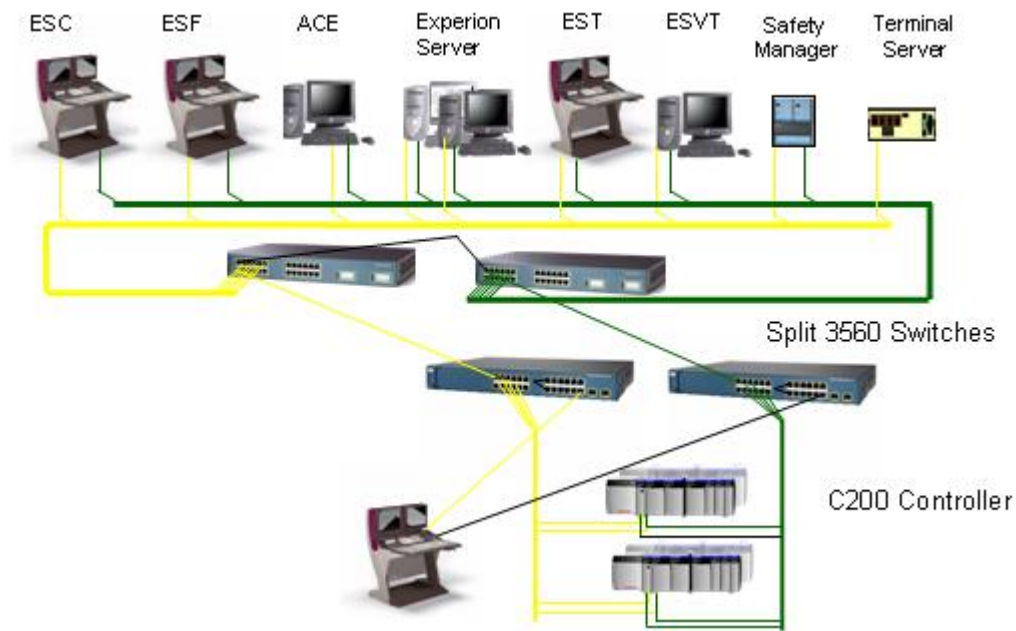 ESC
ESF
ACE
Experion
Server
EST
ESVT
Safety
Manager
Terminal
Server
Split 3560 Switches
C200 Controller